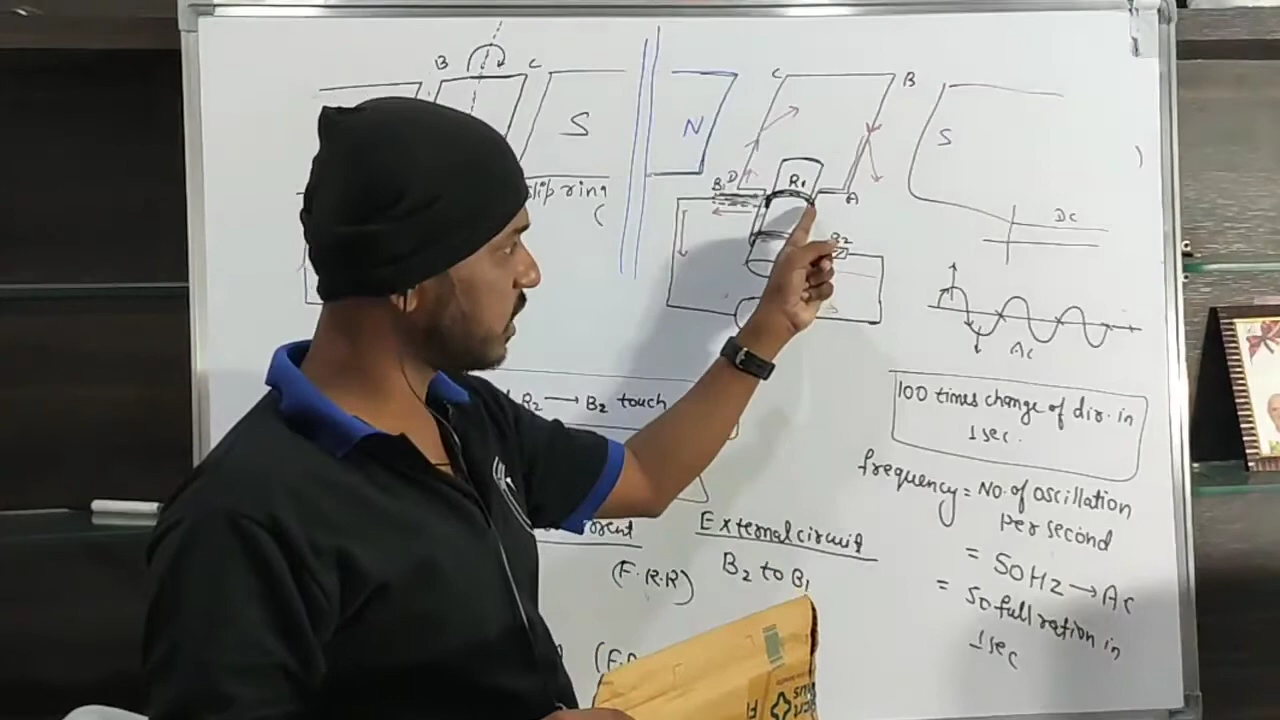 B
C
S
slip ring
N
C
B
B1
D
R1
A
B2
S
DC
AC
R2 → B2 touch
100 times change of dir. in
1 sec.
frequency = No. of oscillation
per second
= 50 HZ → AC
= 50 full ration in
1 sec
External circuit
(F.R.R)
B2 to B1